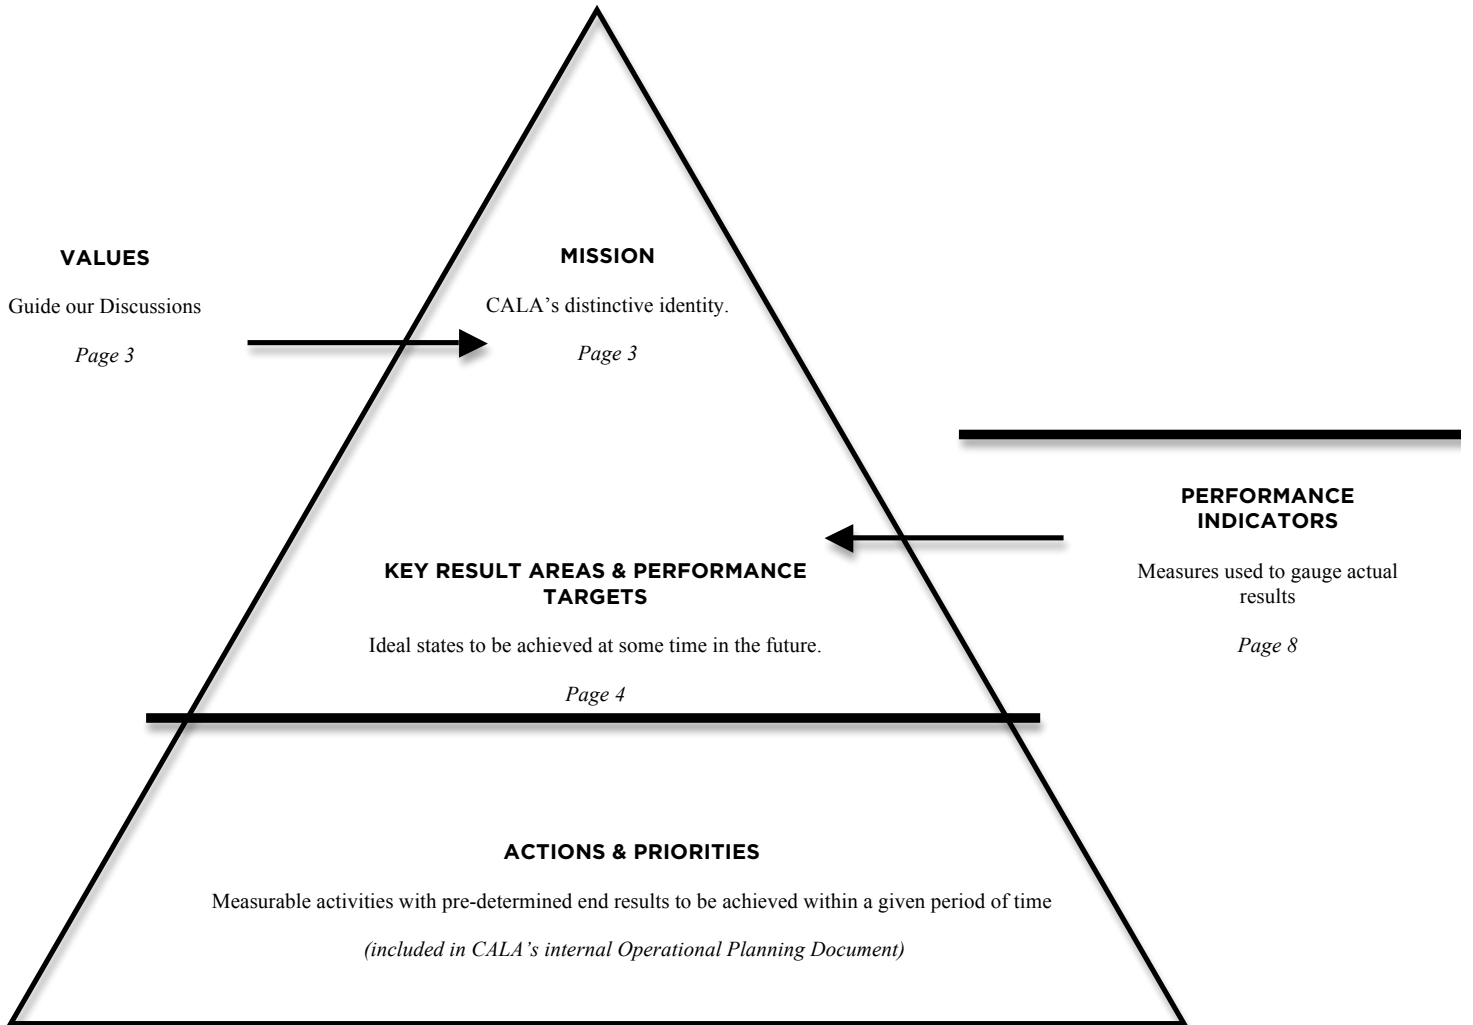 VALUES
Guide our Discussions
Page 3
MISSION
CALA’s distinctive identity.
Page 3
PERFORMANCE
INDICATORS
Measures used to gauge actual
results
Page 8
KEY RESULT AREAS & PERFORMANCE
TARGETS
Ideal states to be achieved at some time in the future.
Page 4
ACTIONS & PRIORITIES
Measurable activities with pre-determined end results to be achieved within a given period of time
(included in CALA’s internal Operational Planning Document)